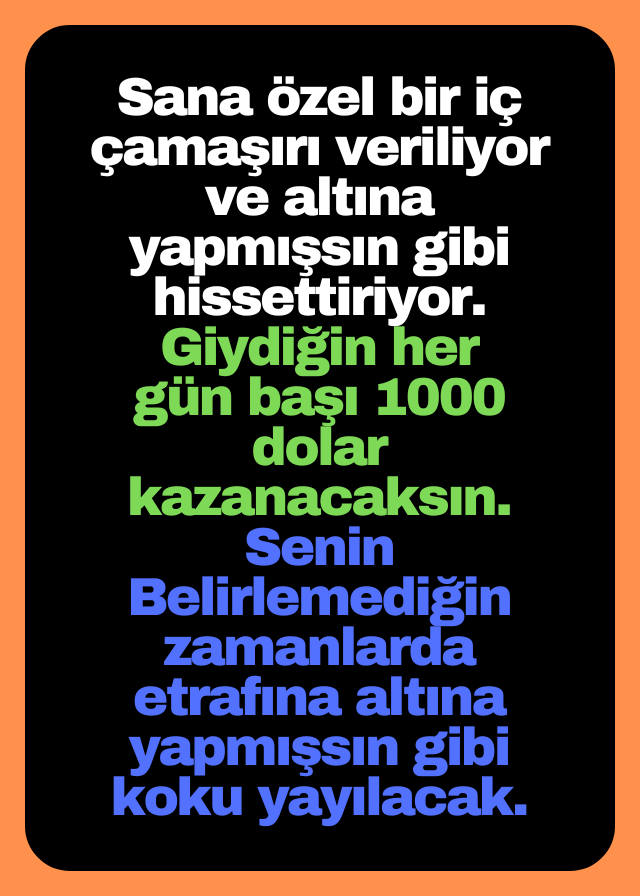 Sana özel bir iç
çamaşırı veriliyor
ve altına
yapmışsın gibi
hissettiriyor.
Giydiğin her
gün başı 1000
dolar
kazanacaksın.
Senin
Belirlemediğin
zamanlarda
etrafına altına
yapmışsın gibi
koku yayılacak.